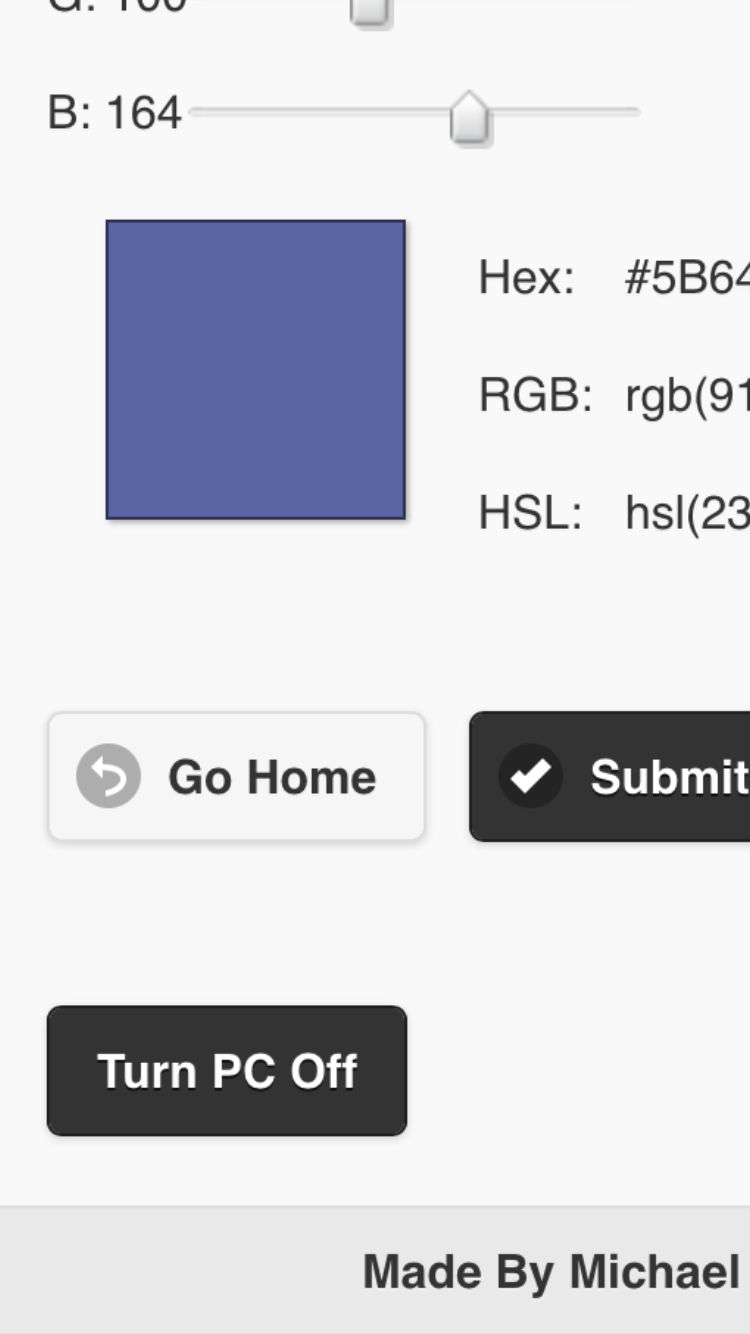 G: 100
B: 164
Hex: #5B64
RGB: rgb(91
HSL: hsl(23
Go Home
Submit
Turn PC Off
Made By Michael